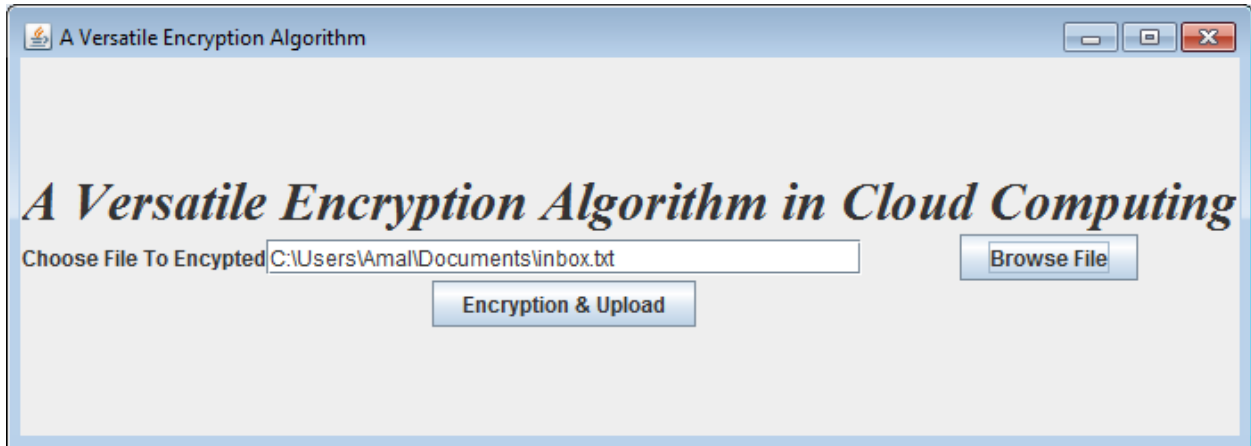 A Versatile Encryption Algorithm
A Versatile Encryption Algorithm in Cloud Computing
Choose File To Encypted C:\Users\Amal\Documents\inbox.txt Browse File
Encryption & Upload